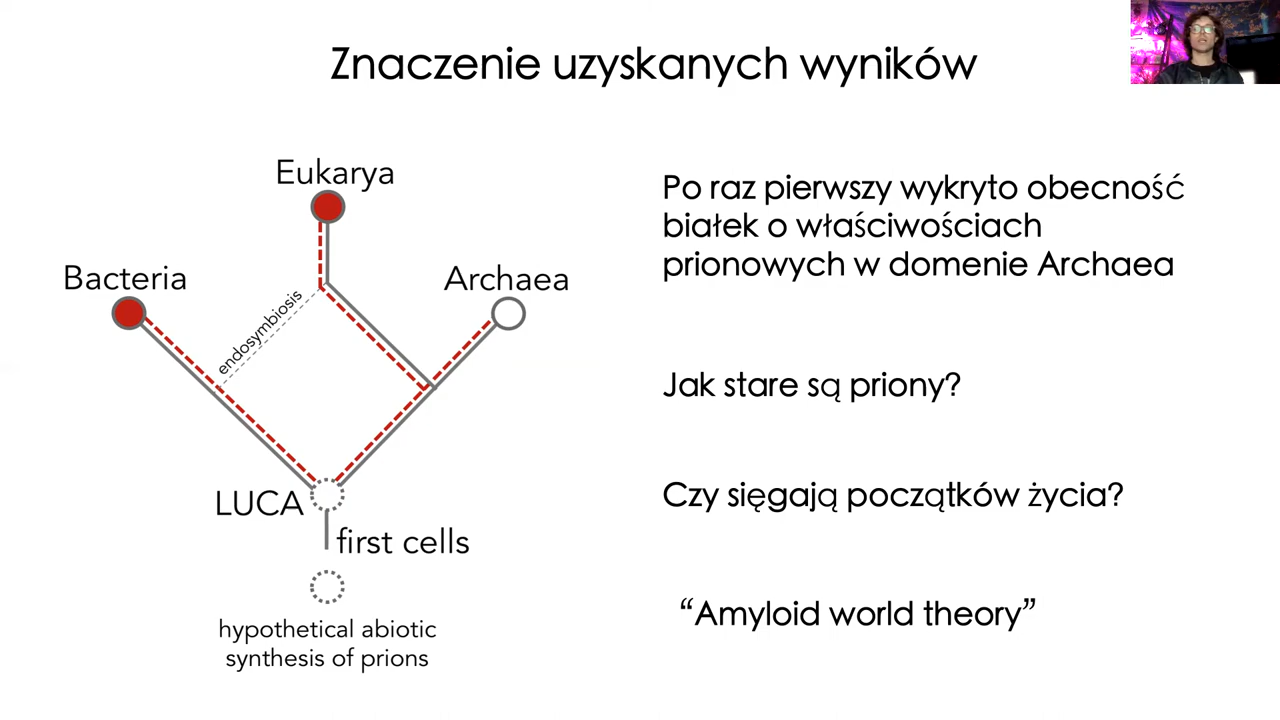 Znaczenie uzyskanych wyników
Eukarya
Bacteria
Archaea
endosymbiosis
LUCA
first cells
hypothetical abiotic
synthesis of prions
Po raz pierwszy wykryto obecność
białek o właściwościach
prionowych w domenie Archaea
Jak stare są priony?
Czy sięgają początków życia?
“Amyloid world theory”